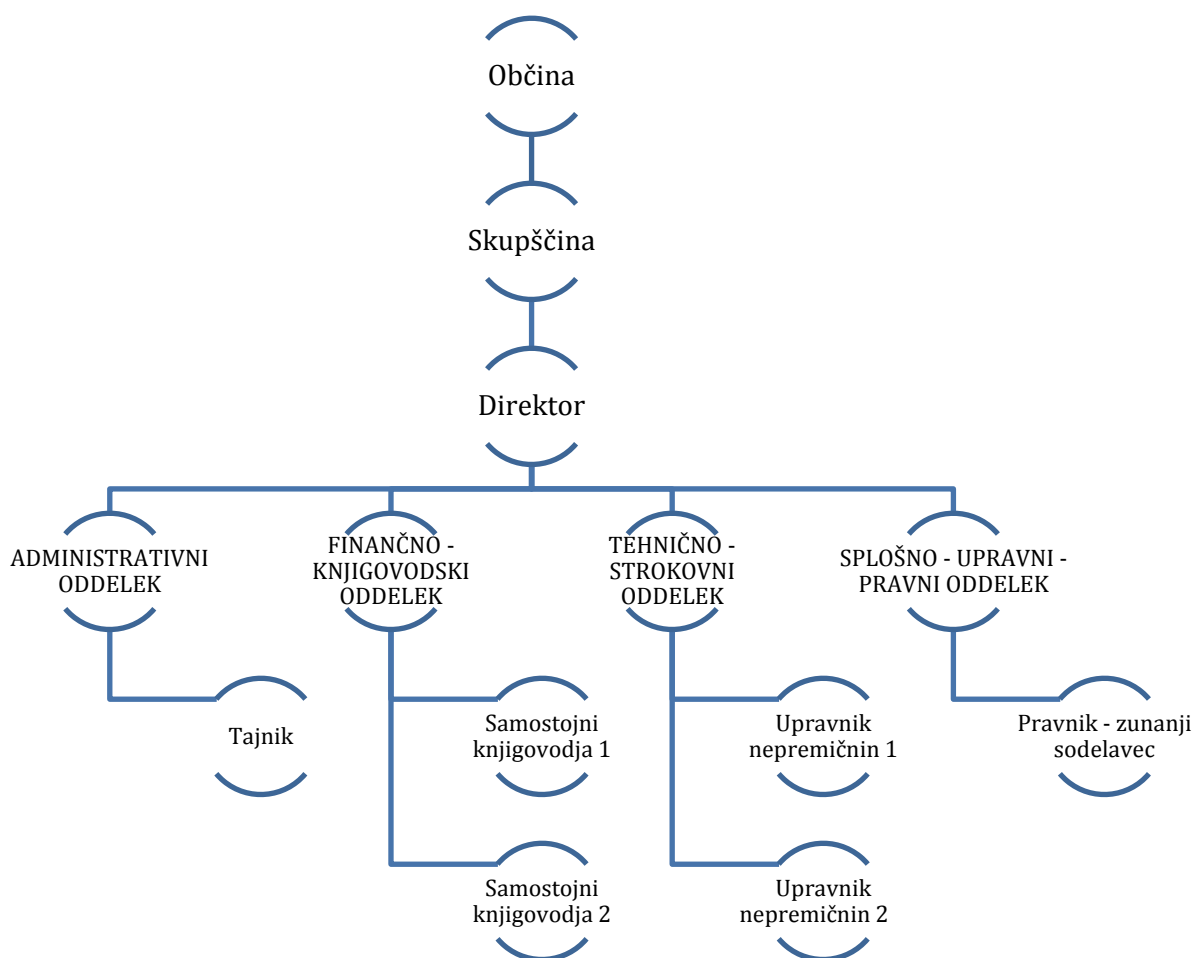 Občina
Skupščina
Direktor
ADMINISTRATIVNI
ODDELEK
FINANČNO -
KNJIGOVODSKI
ODDELEK
TEHNIČNO -
STROKOVNI
ODDELEK
SPLOŠNO - UPRAVNI -
PRAVNI ODDELEK
Tajnik
Samostojni
knjigovodja 1
Upravnik
nepremičnin 1
Pravnik - zunanji
sodelavec
Samostojni
knjigovodja 2
Upravnik
nepremičnin 2